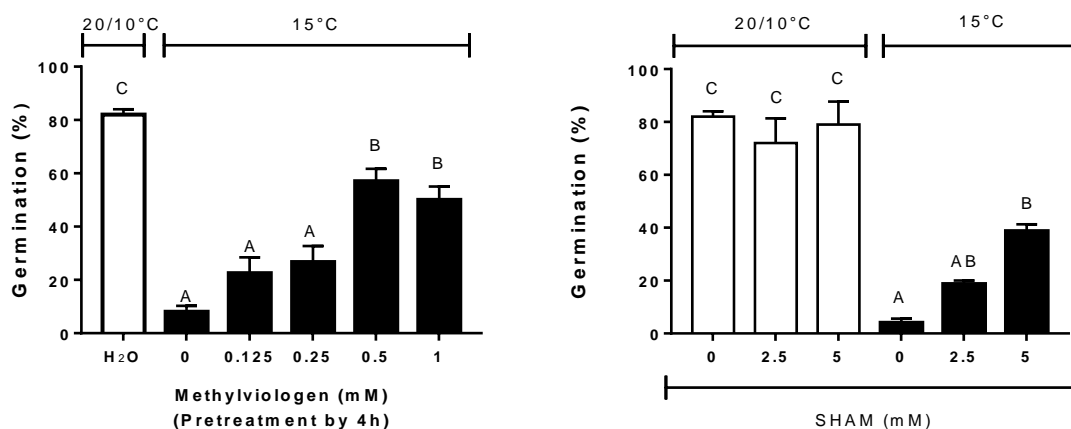 20/10°C 15°C
Germination (%)
100
80
60
40
20
0
C
A
A
A
B
B
H₂O 0 0.125 0.25 0.5 1
Methylviologen (mM)
(Pretreatment by 4h)
20/10°C 15°C
Germination (%)
100
80
60
40
20
0
C
C
C
A
AB
B
0 2.5 5 0 2.5 5
SHAM (mM)